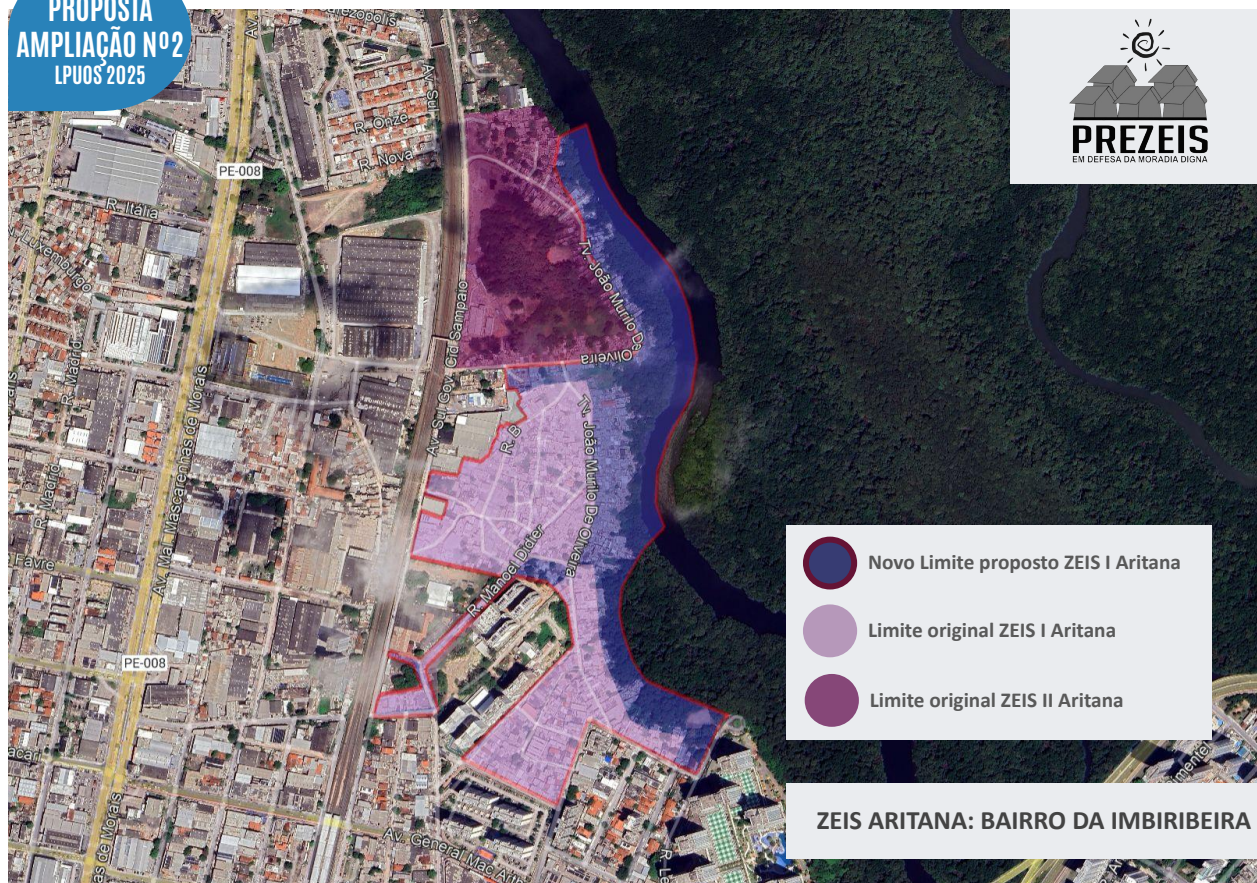 PROPOSTA
AMPLIAÇÃO Nº2
LPUOS 2025
PREZEIS
EM DEFESA DA MORADIA DIGNA
PE-008
R. Itália
R. Onze
R. Nova
Av. Sul
Av. Sul Gov. Cid Sampaio
Tv. João Murilo De Oliveira
R. B
Tv. João Murilo De Oliveira
R. Madrid
R. Madrid
Av. Mal. Mascarenhas de Morais
R. Manoel Didier
PE-008
Av. General Mac Arth
Novo Limite proposto ZEIS I Aritana
Limite original ZEIS I Aritana
Limite original ZEIS II Aritana
ZEIS ARITANA: BAIRRO DA IMBIRIBEIRA